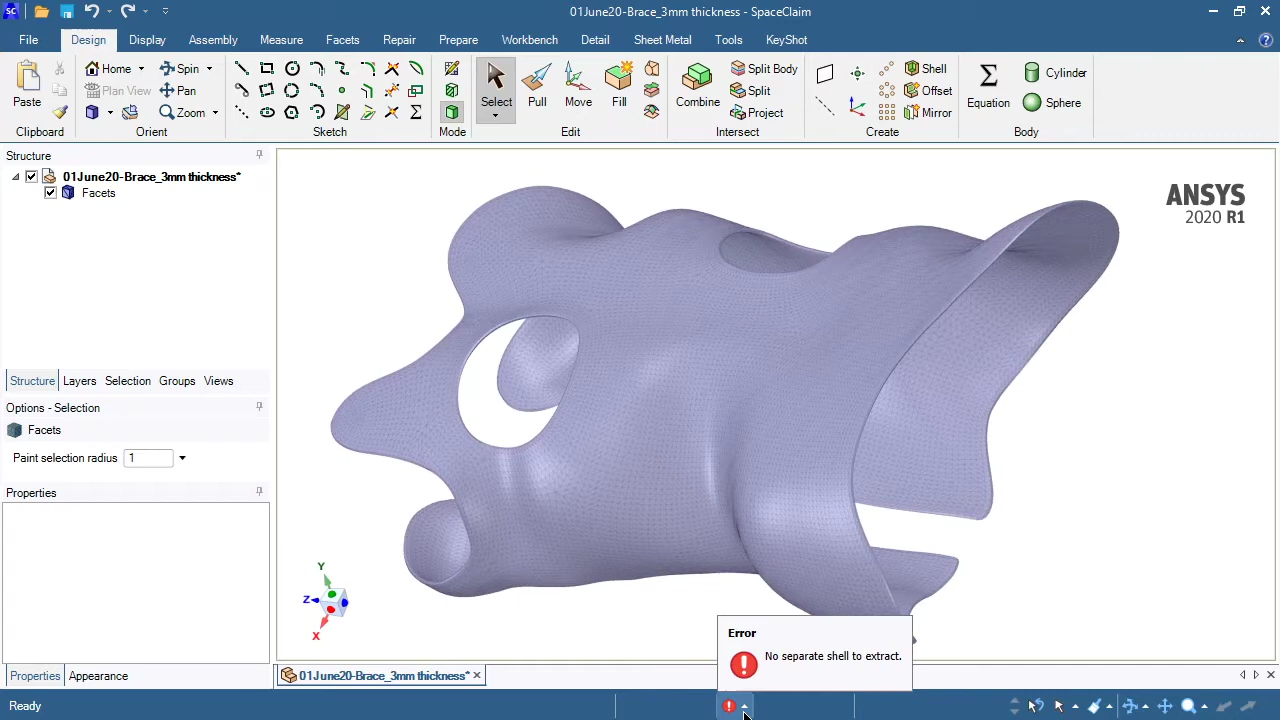 SC
01June20-Brace_3mm thickness - SpaceClaim
File Design Display Assembly Measure Facets Repair Prepare Workbench Detail Sheet Metal Tools KeyShot
Paste
Clipboard
Home
Spin
Plan View
Pan
Zoom
Orient
Sketch
Mode
Select
Pull
Move
Fill
Edit
Combine
Split Body
Split
Project
Intersect
Shell
Offset
Mirror
Create
Equation
Cylinder
Sphere
Body
Structure
01June20-Brace_3mm thickness*
Facets
Structure Layers Selection Groups Views
Options - Selection
Facets
Paint selection radius 1
Properties
Properties Appearance
ANSYS
2020 R1
Y
Z
X
Error
No separate shell to extract.
01June20-Brace_3mm thickness*
Ready